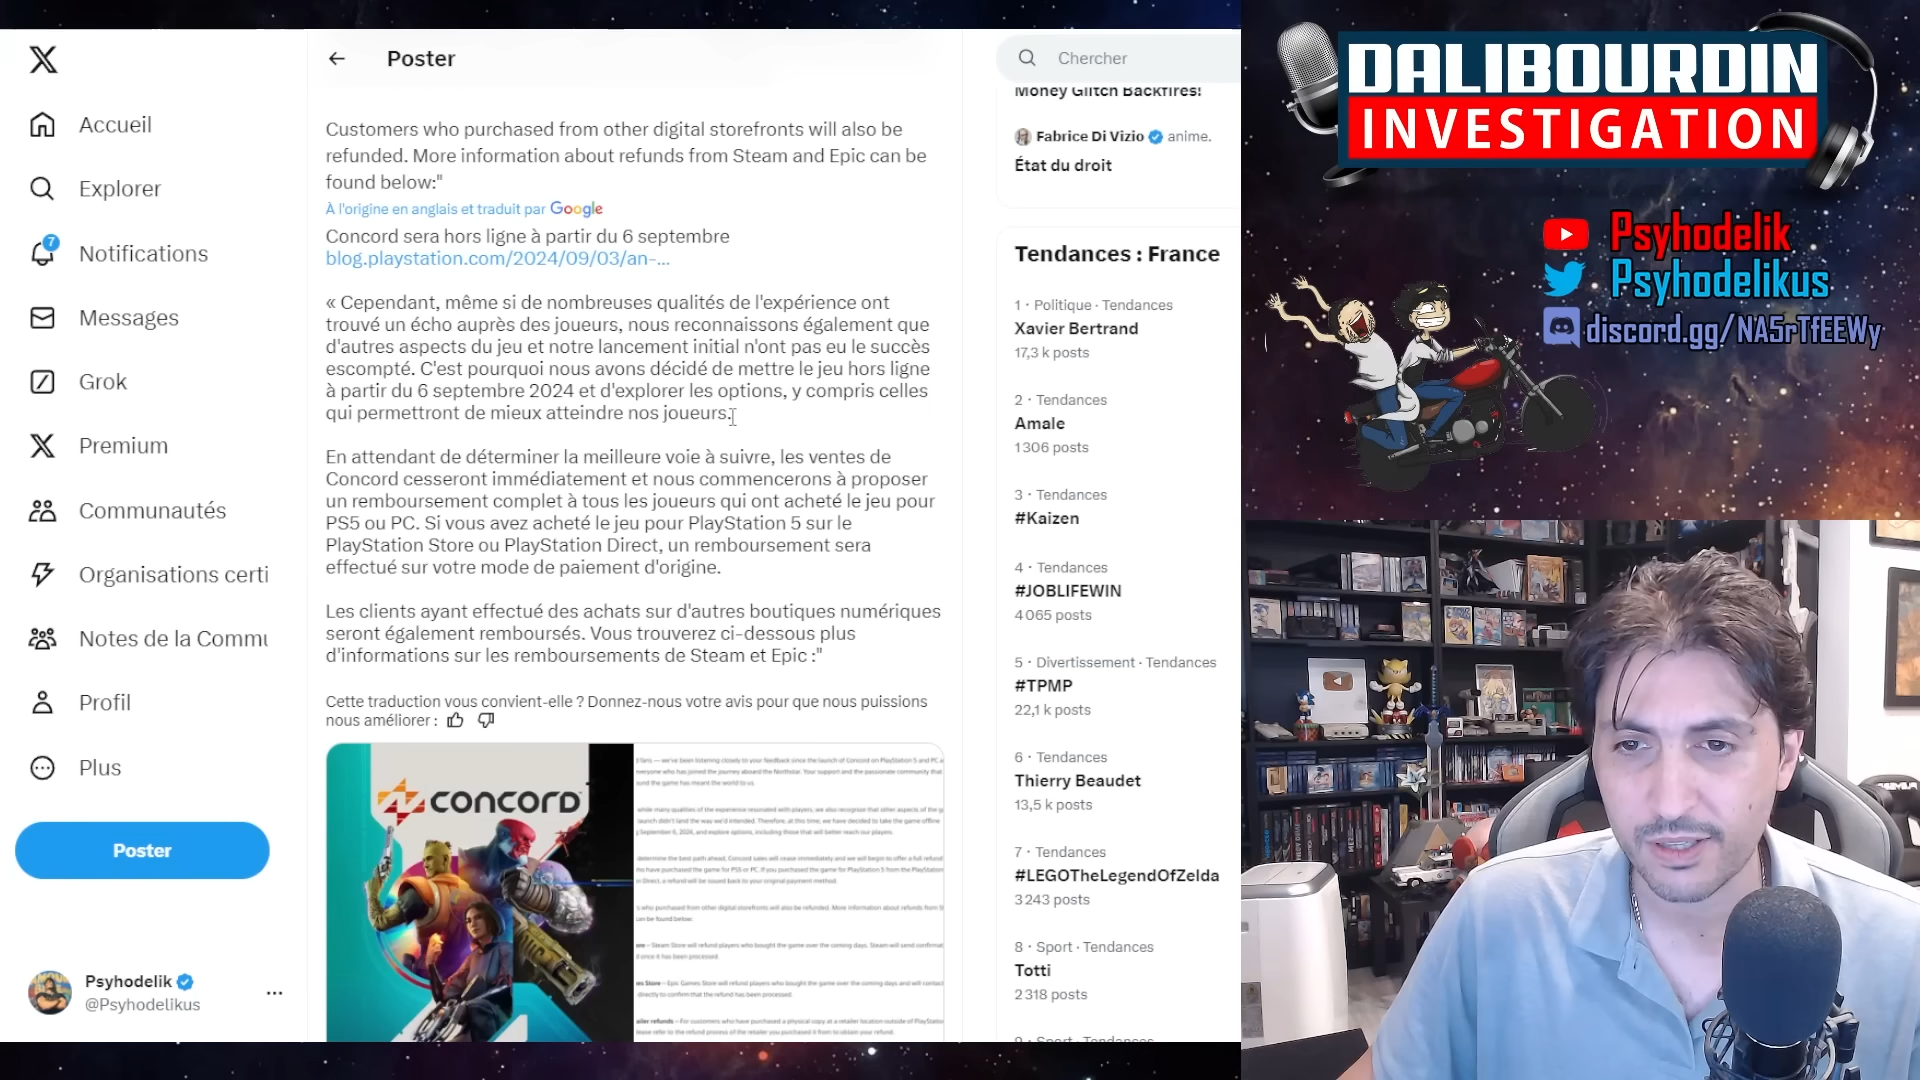 Accueil
Explorer
7
Notifications
Messages
Grok
Premium
Communautés
Organisations certi
Notes de la Commu
Profil
Plus
Poster
Psyhodelik
@Psyhodelikus
Poster
Customers who purchased from other digital storefronts will also be
refunded. More information about refunds from Steam and Epic can be
found below:"
À l'origine en anglais et traduit par Google
Concord sera hors ligne à partir du 6 septembre
blog.playstation.com/2024/09/03/an-...
« Cependant, même si de nombreuses qualités de l'expérience ont
trouvé un écho auprès des joueurs, nous reconnaissons également que
d'autres aspects du jeu et notre lancement initial n'ont pas eu le succès
escompté. C'est pourquoi nous avons décidé de mettre le jeu hors ligne
à partir du 6 septembre 2024 et d'explorer les options, y compris celles
qui permettront de mieux atteindre nos joueurs.
En attendant de déterminer la meilleure voie à suivre, les ventes de
Concord cesseront immédiatement et nous commencerons à proposer
un remboursement complet à tous les joueurs qui ont acheté le jeu pour
PS5 ou PC. Si vous avez acheté le jeu pour PlayStation 5 sur le
PlayStation Store ou PlayStation Direct, un remboursement sera
effectué sur votre mode de paiement d'origine.
Les clients ayant effectué des achats sur d'autres boutiques numériques
seront également remboursés. Vous trouverez ci-dessous plus
d'informations sur les remboursements de Steam et Epic :"
Cette traduction vous convient-elle ? Donnez-nous votre avis pour que nous puissions
nous améliorer :
CONCORD
Chercher
Money Glitch Backfires!
Fabrice Di Vizio anime.
État du droit
Tendances : France
1 · Politique · Tendances
Xavier Bertrand
17,3 k posts
2 · Tendances
Amale
1 306 posts
3 · Tendances
#Kaizen
4 · Tendances
#JOBLIFEWIN
4 065 posts
5 · Divertissement · Tendances
#TPMP
22,1 k posts
6 · Tendances
Thierry Beaudet
13,5 k posts
7 · Tendances
#LEGOTheLegendOfZelda
3 243 posts
8 · Sport · Tendances
Totti
2 318 posts
9 · Sport · Tendances
DALIBOURDIN
INVESTIGATION
Psyhodelik
Psyhodelikus
discord.gg/NA5rTfEEWy